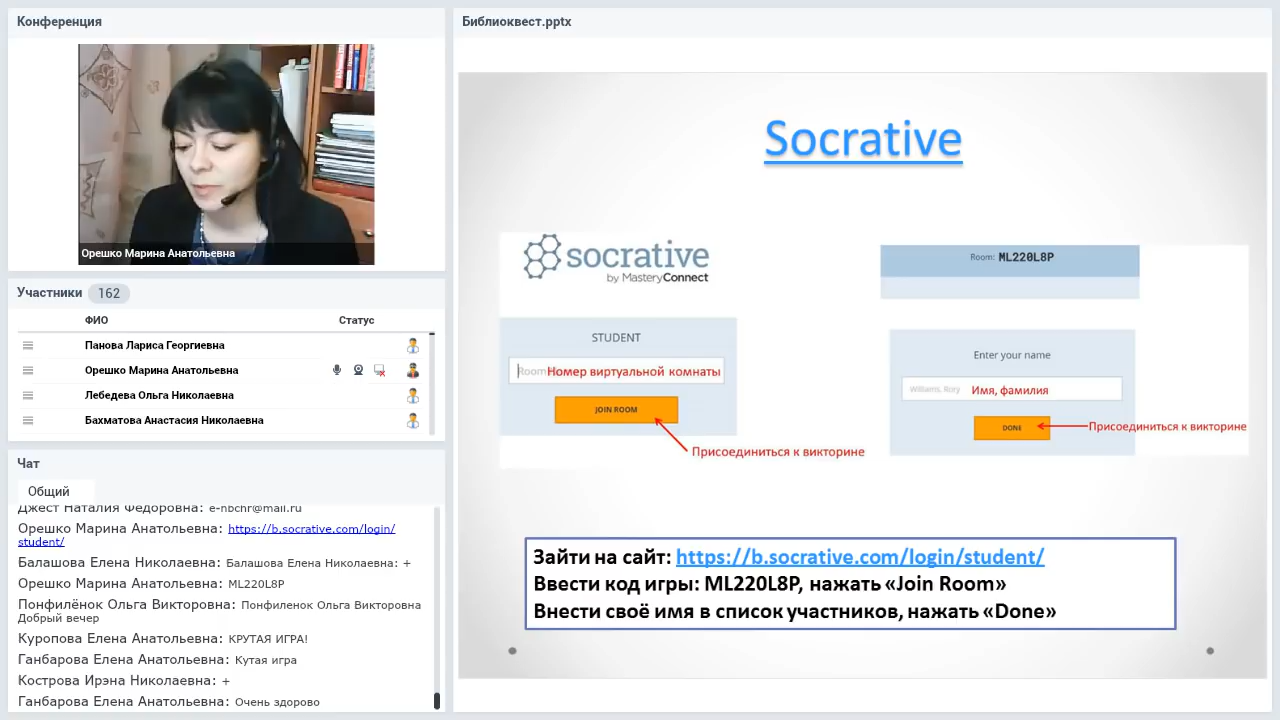 Конференция
Орешко Марина Анатольевна
Участники 162
ФИО Статус
Панова Лариса Георгиевна
Орешко Марина Анатольевна
Лебедева Ольга Николаевна
Бахматова Анастасия Николаевна
Чат
Общий
Джест Наталия Федоровна: e-nbchr@mail.ru
Орешко Марина Анатольевна: https://b.socrative.com/login/
student/
Балашова Елена Николаевна: Балашова Елена Николаевна: +
Орешко Марина Анатольевна: ML220L8P
Понфилёнок Ольга Викторовна: Понфиленок Ольга Викторовна
Добрый вечер
Куропова Елена Анатольевна: КРУТАЯ ИГРА!
Ганбарова Елена Анатольевна: Кутая игра
Кострова Ирэна Николаевна: +
Ганбарова Елена Анатольевна: Очень здорово
Библиоквест.pptx
Socrative
socrative
by MasteryConnect
STUDENT
Room Номер виртуальной комнаты
JOIN ROOM
Присоединиться к викторине
Room: ML220L8P
Enter your name
Williams, Rory Имя, фамилия
DONE
Присоединиться к викторине
Зайти на сайт: https://b.socrative.com/login/student/
Ввести код игры: ML220L8P, нажать «Join Room»
Внести своё имя в список участников, нажать «Done»